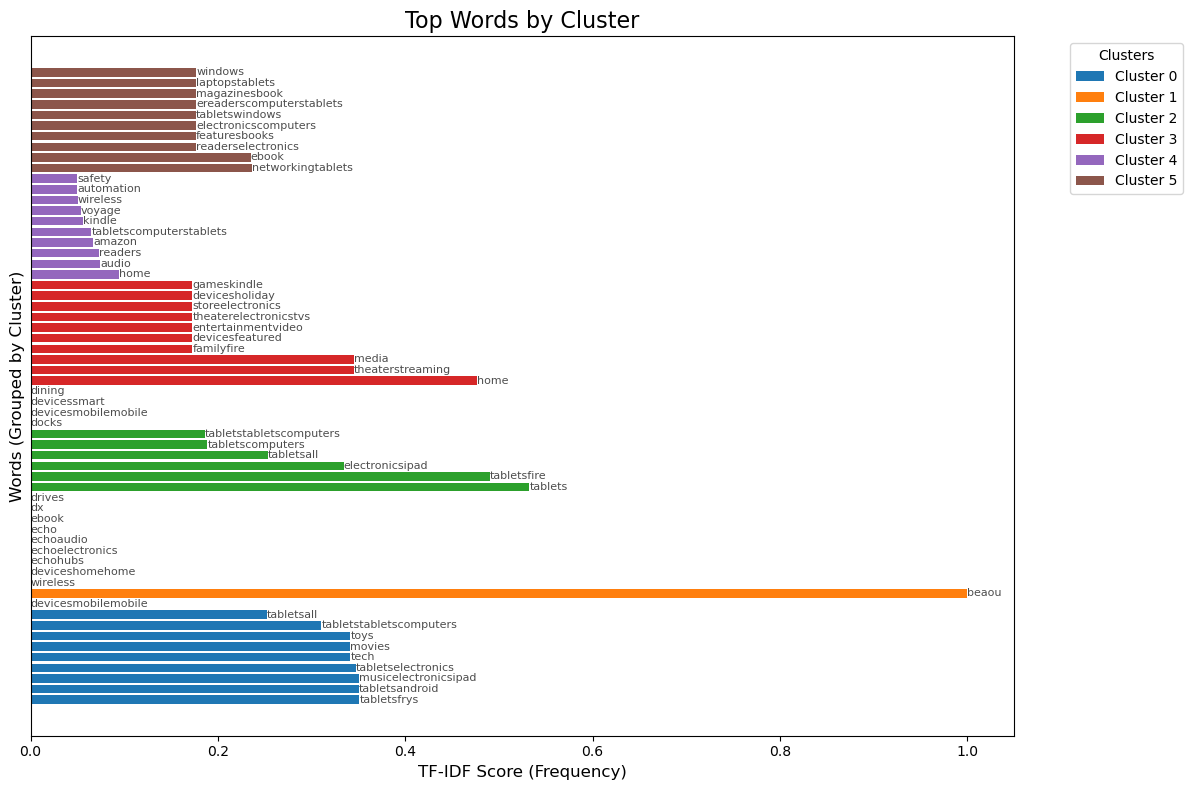 Top Words by Cluster
Words (Grouped by Cluster)
windows
laptopstablets
magazinesbook
ereaderscomputerstablets
tabletswindows
electronicscomputers
featuresbooks
readerselectronics
ebook
networkingtablets
safety
automation
wireless
voyage
kindle
tabletscomputerstablets
amazon
readers
audio
home
gameskindle
devicesholiday
storeelectronics
theaterelectronicstvs
entertainmentvideo
devicesfeatured
familyfire
media
theaterstreaming
home
dining
devicessmart
devicesmobilemobile
docks
tabletstabletscomputers
tabletscomputers
tabletsall
electronicsipad
tabletsfire
tablets
drives
dx
ebook
echo
echoaudio
echoelectronics
echohubs
deviceshomehome
wireless
beaou
devicesmobilemobile
tabletsall
tabletstabletscomputers
toys
movies
tech
tabletselectronics
musicelectronicsipad
tabletsandroid
tabletsfrys
0.0 0.2 0.4 0.6 0.8 1.0
TF-IDF Score (Frequency)
Clusters
Cluster 0
Cluster 1
Cluster 2
Cluster 3
Cluster 4
Cluster 5